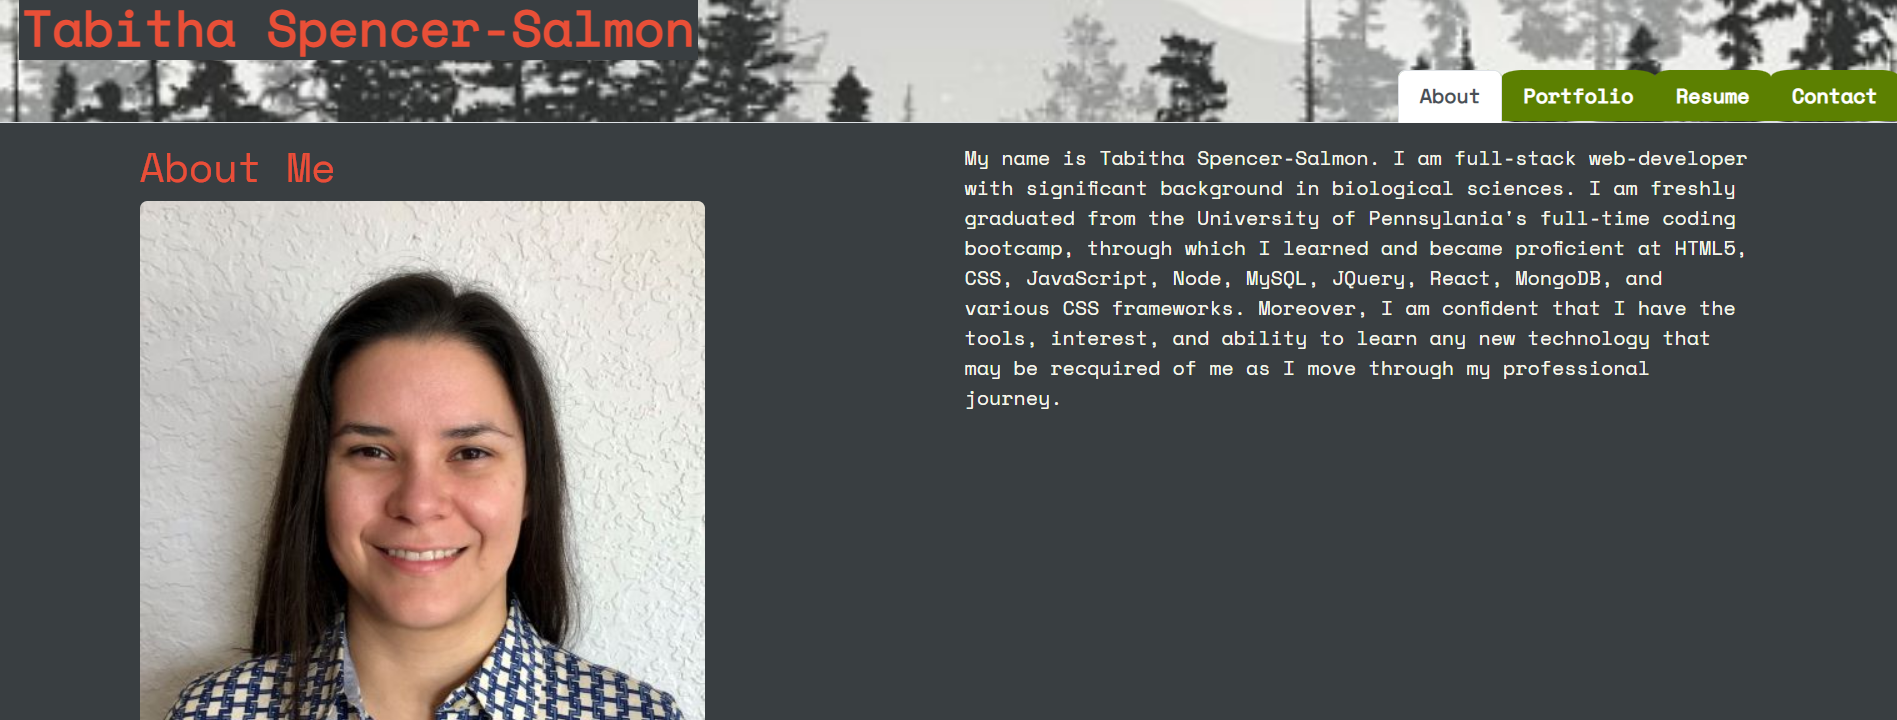 Tabitha Spencer-Salmon
About
Portfolio
Resume
Contact
About Me
My name is Tabitha Spencer-Salmon. I am full-stack web-developer
with significant background in biological sciences. I am freshly
graduated from the University of Pennsylania's full-time coding
bootcamp, through which I learned and became proficient at HTML5,
CSS, JavaScript, Node, MySQL, JQuery, React, MongoDB, and
various CSS frameworks. Moreover, I am confident that I have the
tools, interest, and ability to learn any new technology that
may be recquired of me as I move through my professional
journey.